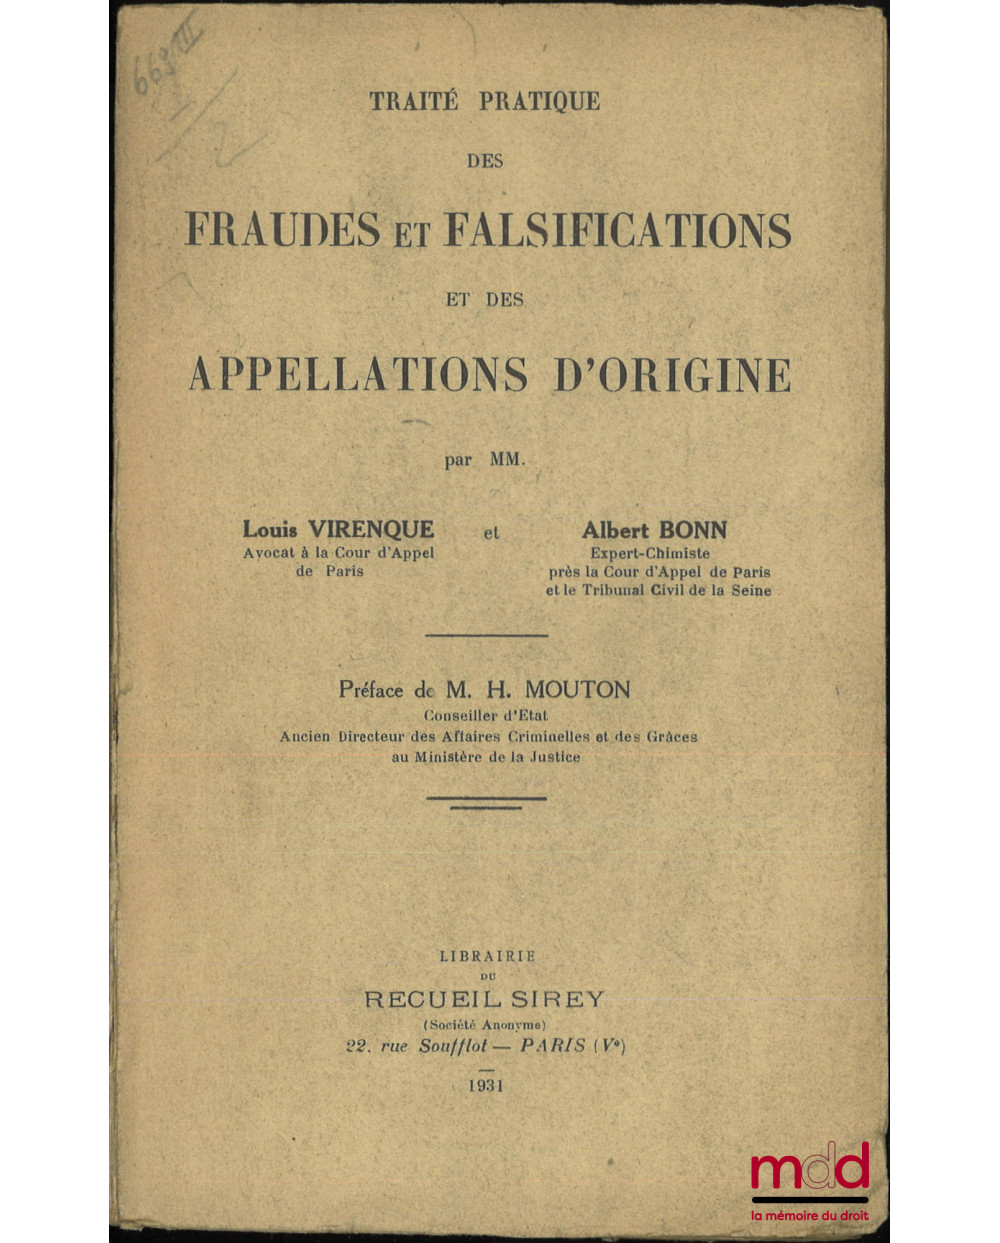 669 III
2
TRAITÉ PRATIQUE
DES
FRAUDES ET FALSIFICATIONS
ET DES
APPELLATIONS D'ORIGINE
par MM.
Louis VIRENQUE
Avocat à la Cour d'Appel
de Paris
et
Albert BONN
Expert-Chimiste
près la Cour d'Appel de Paris
et le Tribunal Civil de la Seine
Préface de M. H. MOUTON
Conseiller d'Etat
Ancien Directeur des Affaires Criminelles et des Grâces
au Ministère de la Justice
LIBRAIRIE
DU
RECUEIL SIREY
(Société Anonyme)
22, rue Soufflot — PARIS (Ve)
1931
mdd
la mémoire du droit